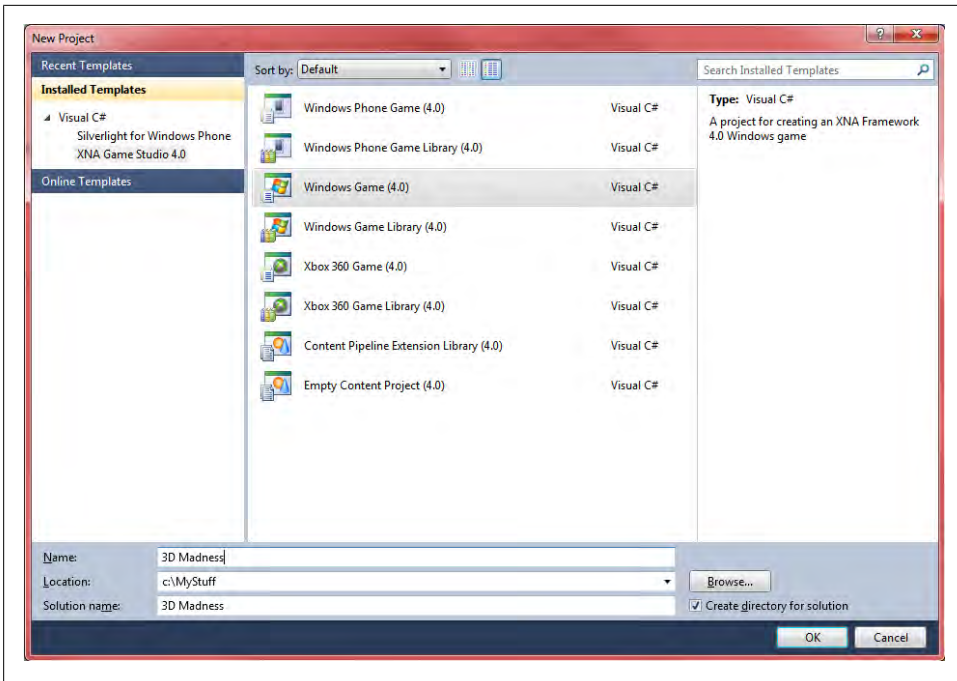 New Project
Recent Templates
Installed Templates
Visual C#
Silverlight for Windows Phone
XNA Game Studio 4.0
Online Templates
Sort by: Default
Windows Phone Game (4.0) Visual C#
Windows Phone Game Library (4.0) Visual C#
Windows Game (4.0) Visual C#
Windows Game Library (4.0) Visual C#
Xbox 360 Game (4.0) Visual C#
Xbox 360 Game Library (4.0) Visual C#
Content Pipeline Extension Library (4.0) Visual C#
Empty Content Project (4.0) Visual C#
Search Installed Templates
Type: Visual C#
A project for creating an XNA Framework
4.0 Windows game
Name: 3D Madness
Location: c:\MyStuff
Browse...
Solution name: 3D Madness
Create directory for solution
OK
Cancel